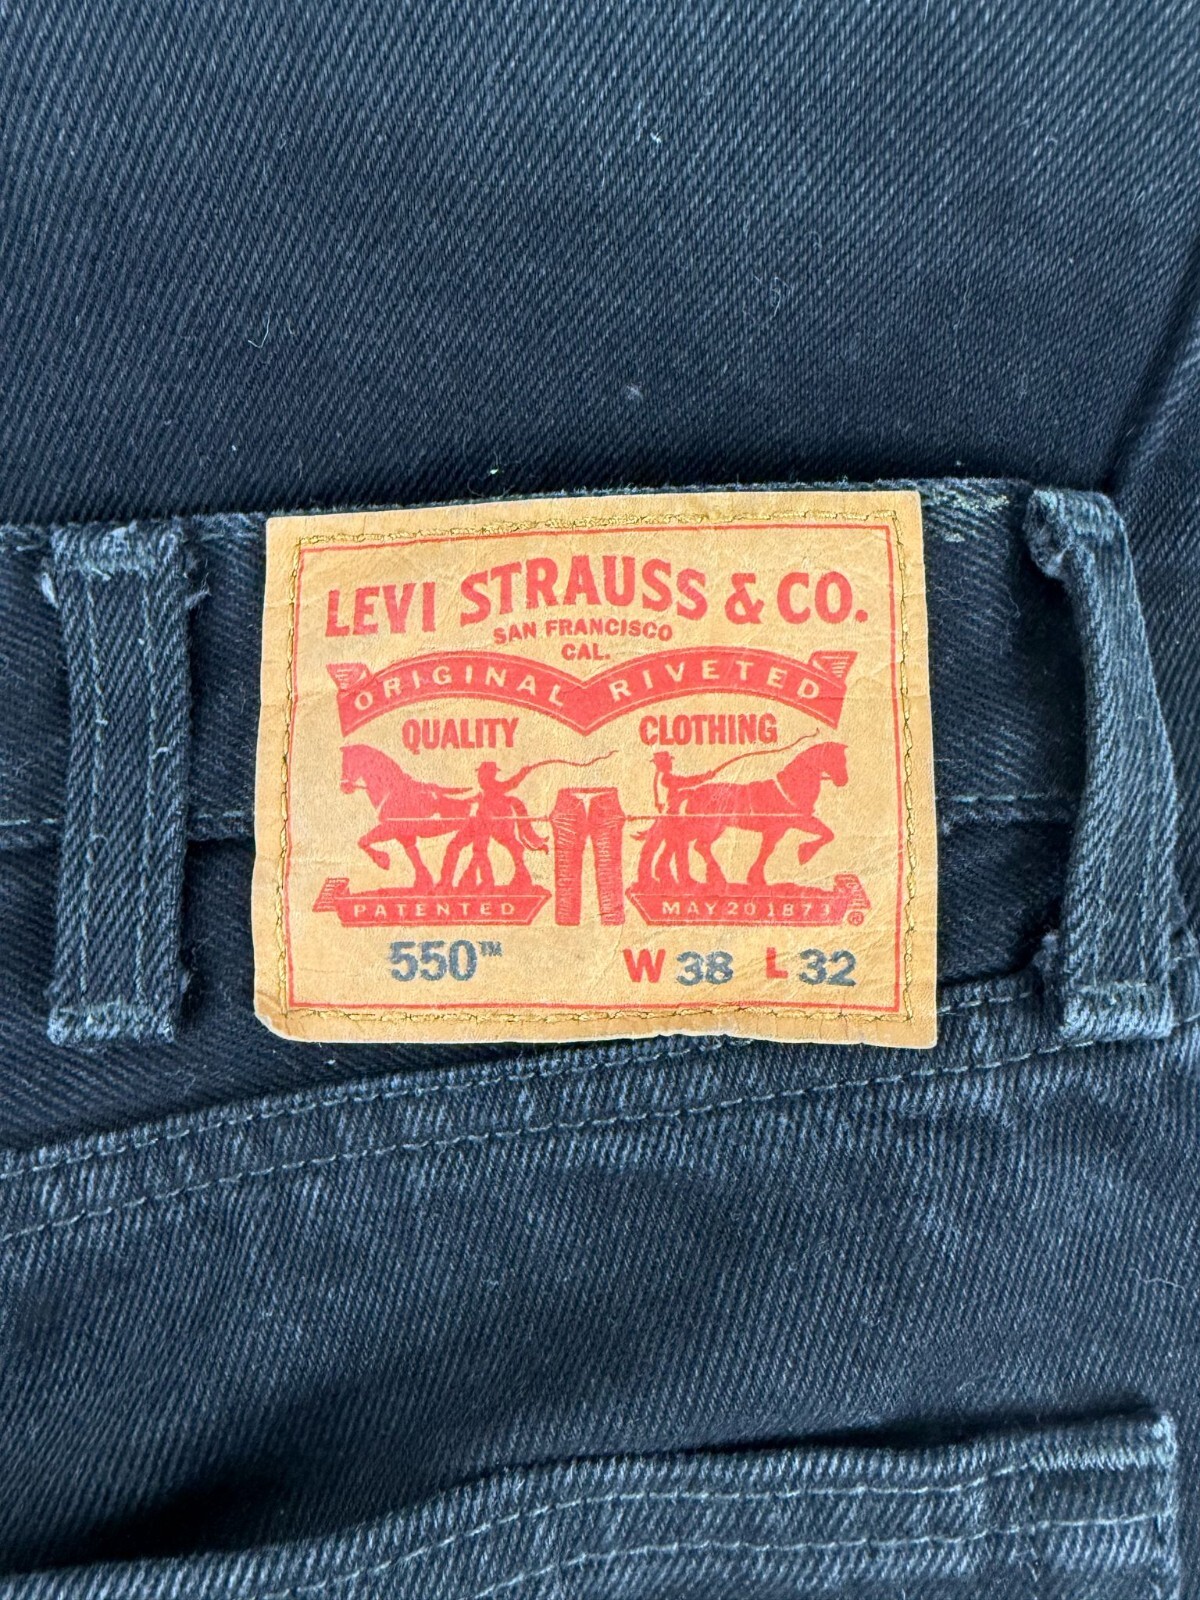 LEVI STRAUSS & CO.
SAN FRANCISCO
CAL.
ORIGINAL RIVETED
QUALITY CLOTHING
PATENTED MAY 20 1873 ®
550™ W 38 L 32